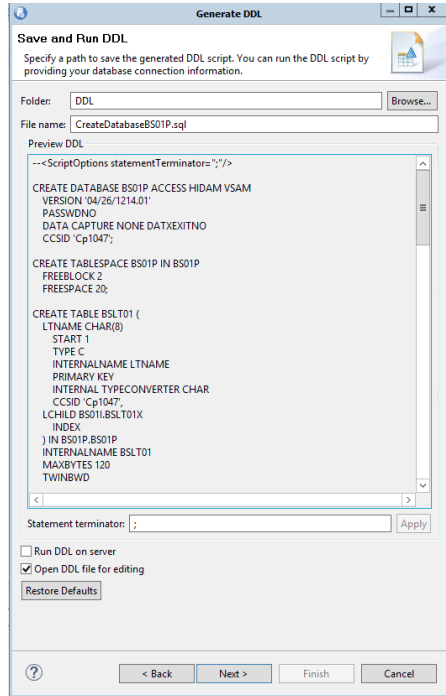 Generate DDL
Save and Run DDL
Specify a path to save the generated DDL script. You can run the DDL script by
providing your database connection information.
Folder: DDL Browse...
File name: CreateDatabaseBS01P.sql
Preview DDL
--<ScriptOptions statementTerminator=";"/>
CREATE DATABASE BS01P ACCESS HIDAM VSAM
VERSION '04/26/1214.01'
PASSWDNO
DATA CAPTURE NONE DATXEXITNO
CCSID 'Cp1047';
CREATE TABLESPACE BS01P IN BS01P
FREEBLOCK 2
FREESPACE 20;
CREATE TABLE BSLT01 (
LTNAME CHAR(8)
START 1
TYPE C
INTERNALNAME LTNAME
PRIMARY KEY
INTERNAL TYPECONVERTER CHAR
CCSID 'Cp1047',
LCHILD BS01I.BSLT01X
INDEX
) IN BS01P.BS01P
INTERNALNAME BSLT01
MAXBYTES 120
TWINBWD
Statement terminator: ; Apply
Run DDL on server
Open DDL file for editing
Restore Defaults
? < Back Next > Finish Cancel